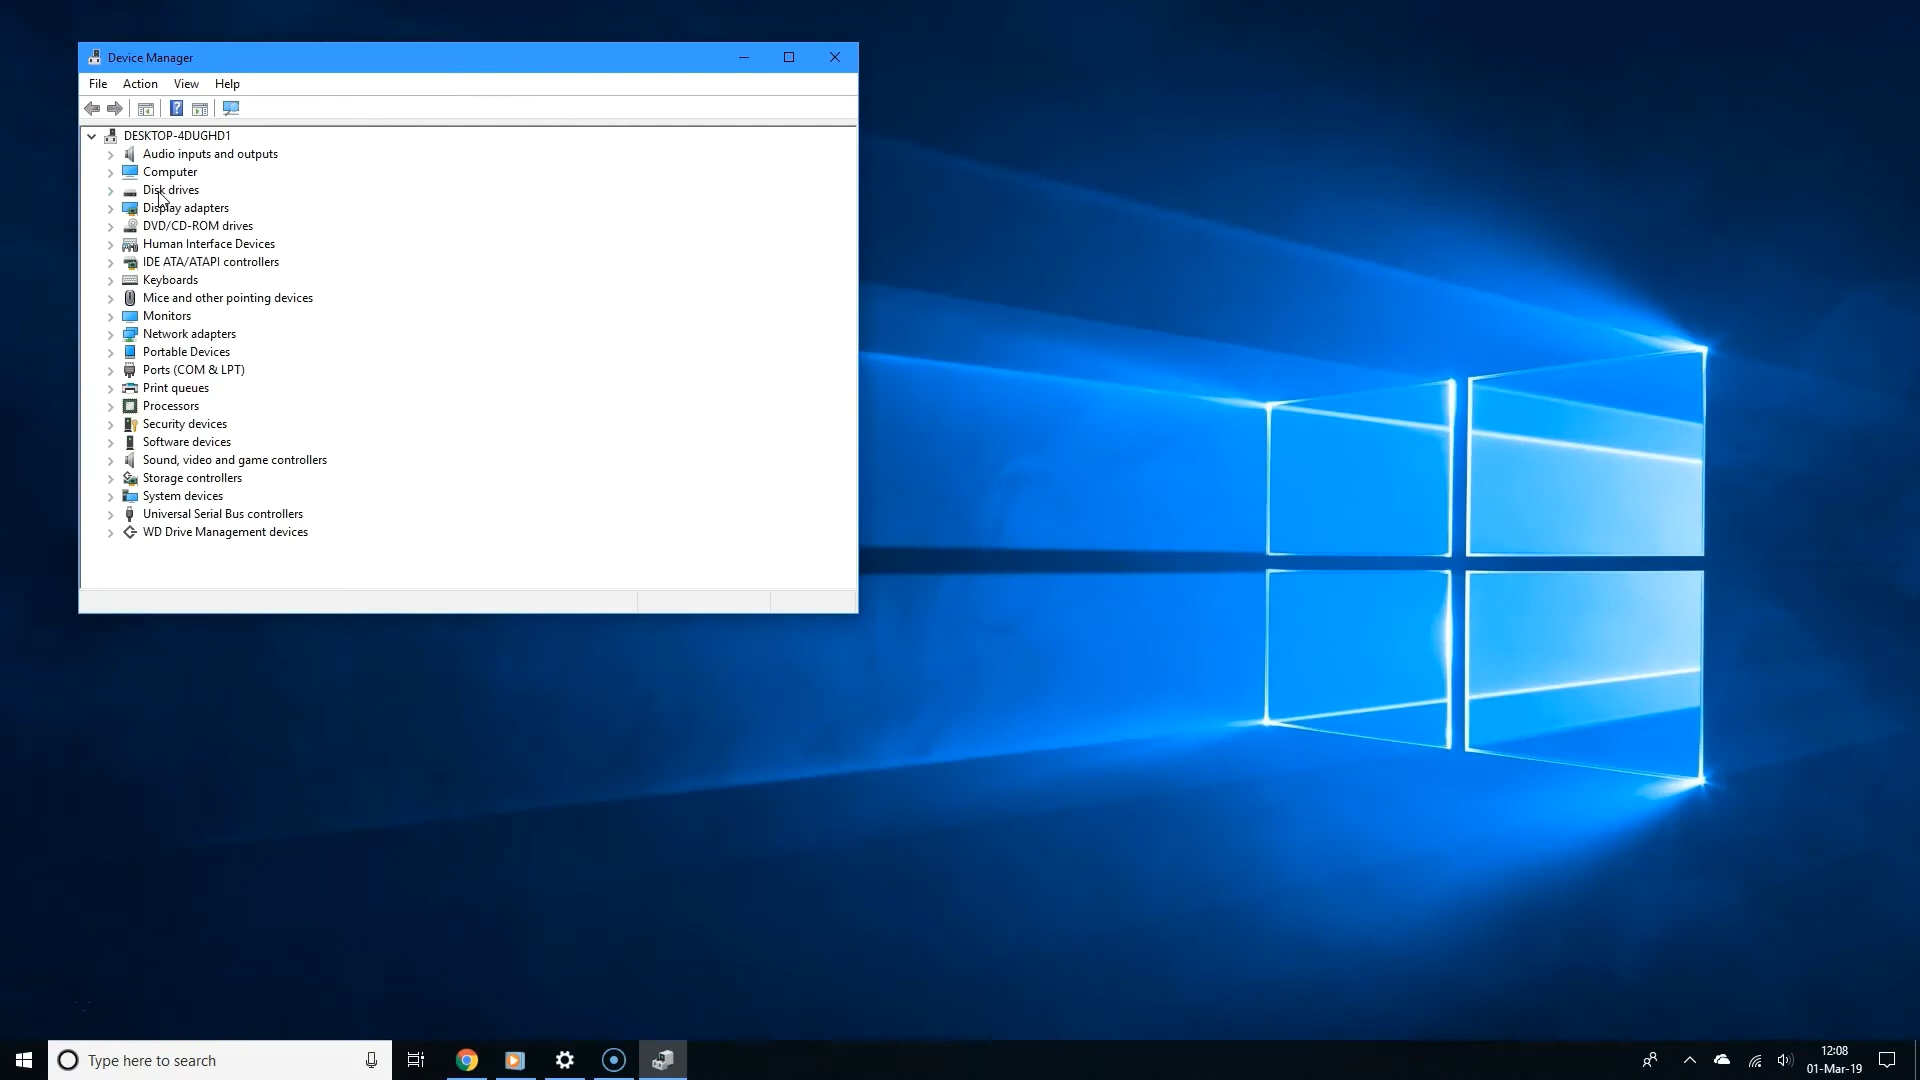 Device Manager
File Action View Help
DESKTOP-4DUGHD1
Audio inputs and outputs
Computer
Disk drives
Display adapters
DVD/CD-ROM drives
Human Interface Devices
IDE ATA/ATAPI controllers
Keyboards
Mice and other pointing devices
Monitors
Network adapters
Portable Devices
Ports (COM & LPT)
Print queues
Processors
Security devices
Software devices
Sound, video and game controllers
Storage controllers
System devices
Universal Serial Bus controllers
WD Drive Management devices
Type here to search
12:08
01-Mar-19